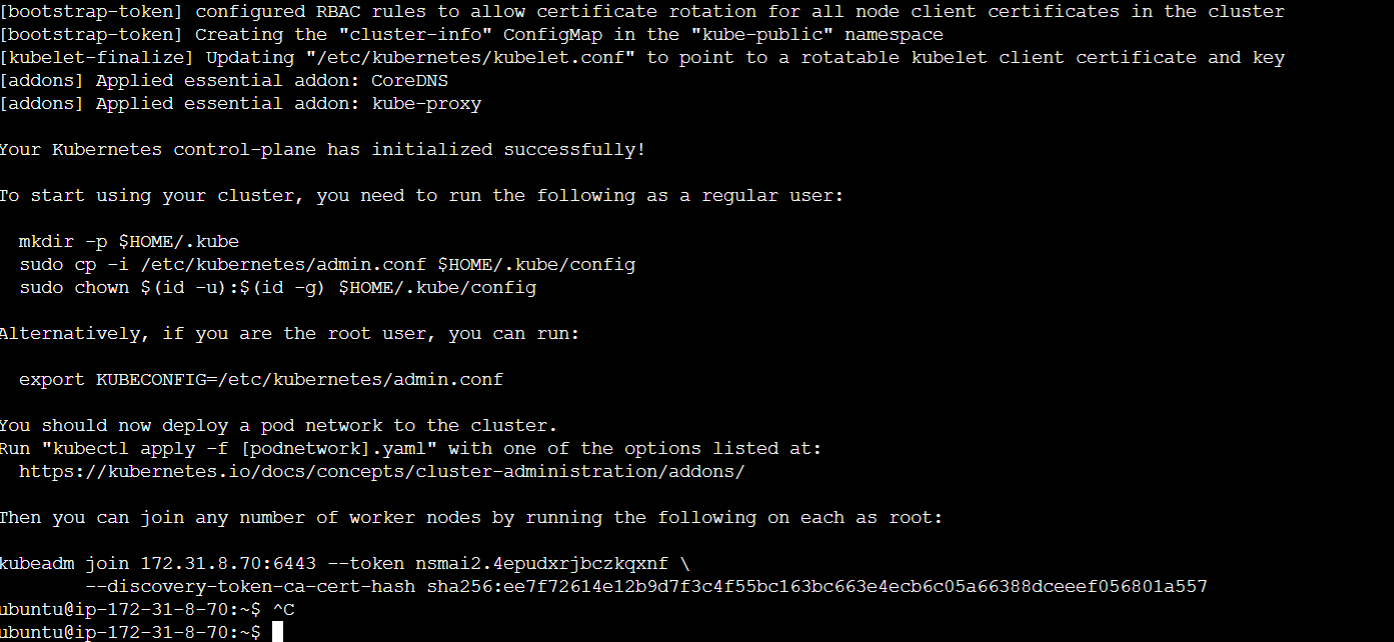 [bootstrap-token] configured RBAC rules to allow certificate rotation for all node client certificates in the cluster
[bootstrap-token] Creating the "cluster-info" ConfigMap in the "kube-public" namespace
[kubelet-finalize] Updating "/etc/kubernetes/kubelet.conf" to point to a rotatable kubelet client certificate and key
[addons] Applied essential addon: CoreDNS
[addons] Applied essential addon: kube-proxy
Your Kubernetes control-plane has initialized successfully!
To start using your cluster, you need to run the following as a regular user:
mkdir -p $HOME/.kube
sudo cp -i /etc/kubernetes/admin.conf $HOME/.kube/config
sudo chown $(id -u):$(id -g) $HOME/.kube/config
Alternatively, if you are the root user, you can run:
export KUBECONFIG=/etc/kubernetes/admin.conf
You should now deploy a pod network to the cluster.
Run "kubectl apply -f [podnetwork].yaml" with one of the options listed at:
https://kubernetes.io/docs/concepts/cluster-administration/addons/
Then you can join any number of worker nodes by running the following on each as root:
kubeadm join 172.31.8.70:6443 --token nsmai2.4epudxrjbczkqxnf \
--discovery-token-ca-cert-hash sha256:ee7f72614e12b9d7f3c4f55bc163bc663e4ecb6c05a66388dceeef056801a557
ubuntu@ip-172-31-8-70:~$ ^C
ubuntu@ip-172-31-8-70:~$